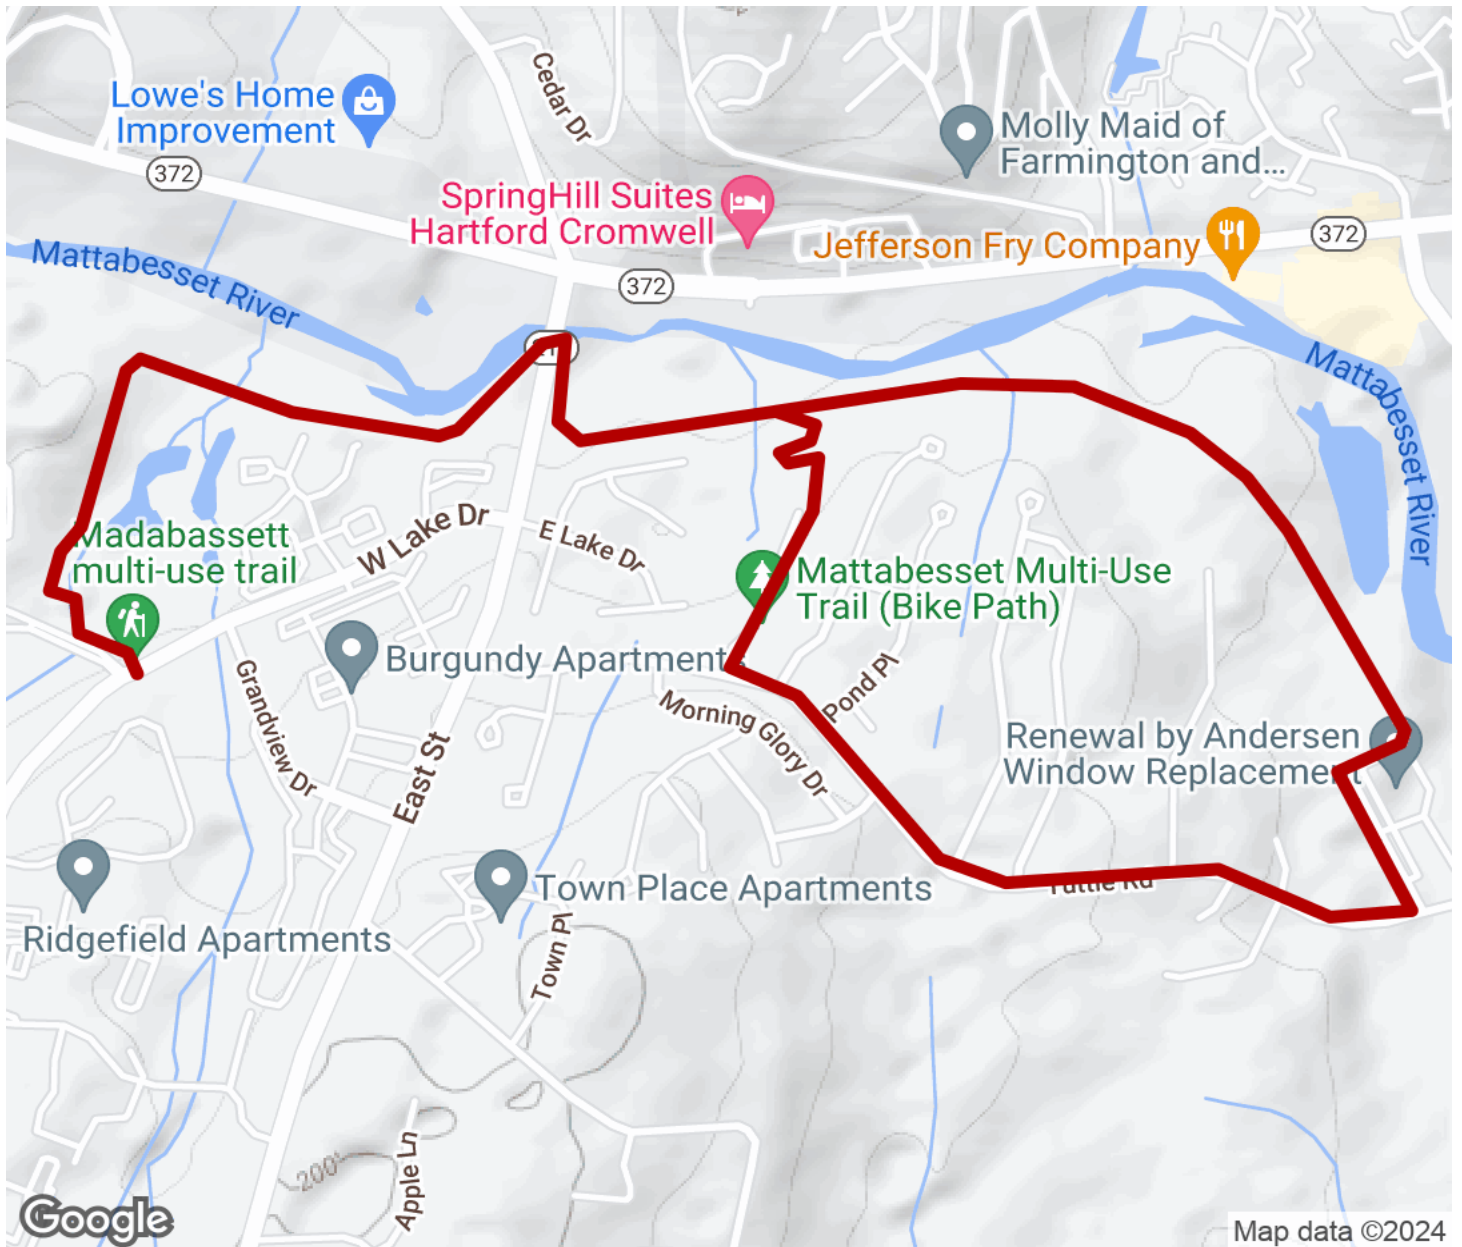 Cedar Dr
Lowe's Home
Improvement
372
Molly Maid of
Farmington and...
SpringHill Suites
Hartford Cromwell
Jefferson Fry Company
372
Mattabesset River
372
Mattabesset River
W Lake Dr
E Lake Dr
Madabassett
multi-use trail
Mattabesset Multi-Use
Trail (Bike Path)
Burgundy Apartments
Grandview Dr
Pond Pl
Morning Glory Dr
East St
Renewal by Andersen
Window Replacement
Tuttle Rd
Town Place Apartments
Ridgefield Apartments
Town Pl
200'
Apple Ln
Google
Map data ©2024